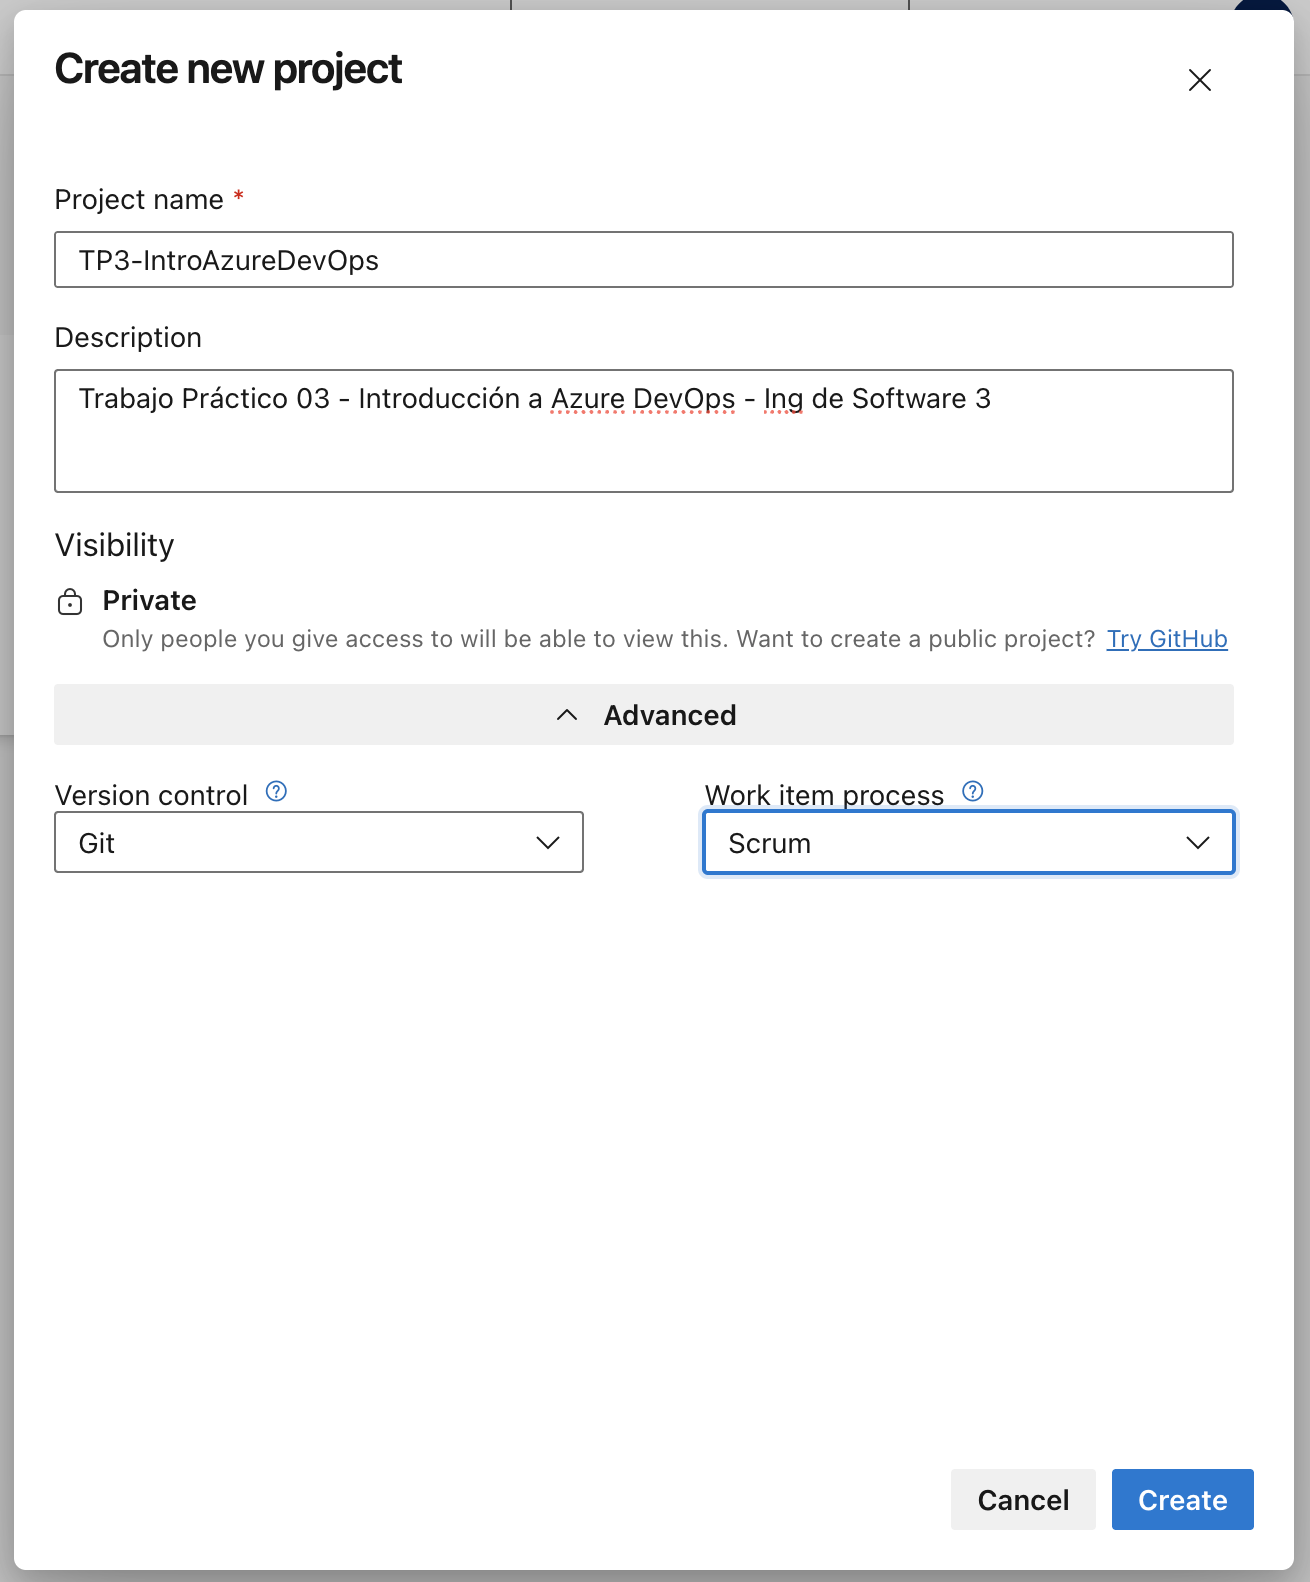 Create new project
Project name *
TP3-IntroAzureDevOps
Description
Trabajo Práctico 03 - Introducción a Azure DevOps - Ing de Software 3
Visibility
Private
Only people you give access to will be able to view this. Want to create a public project? Try GitHub
Advanced
Version control
Work item process
Git
Scrum
Cancel
Create